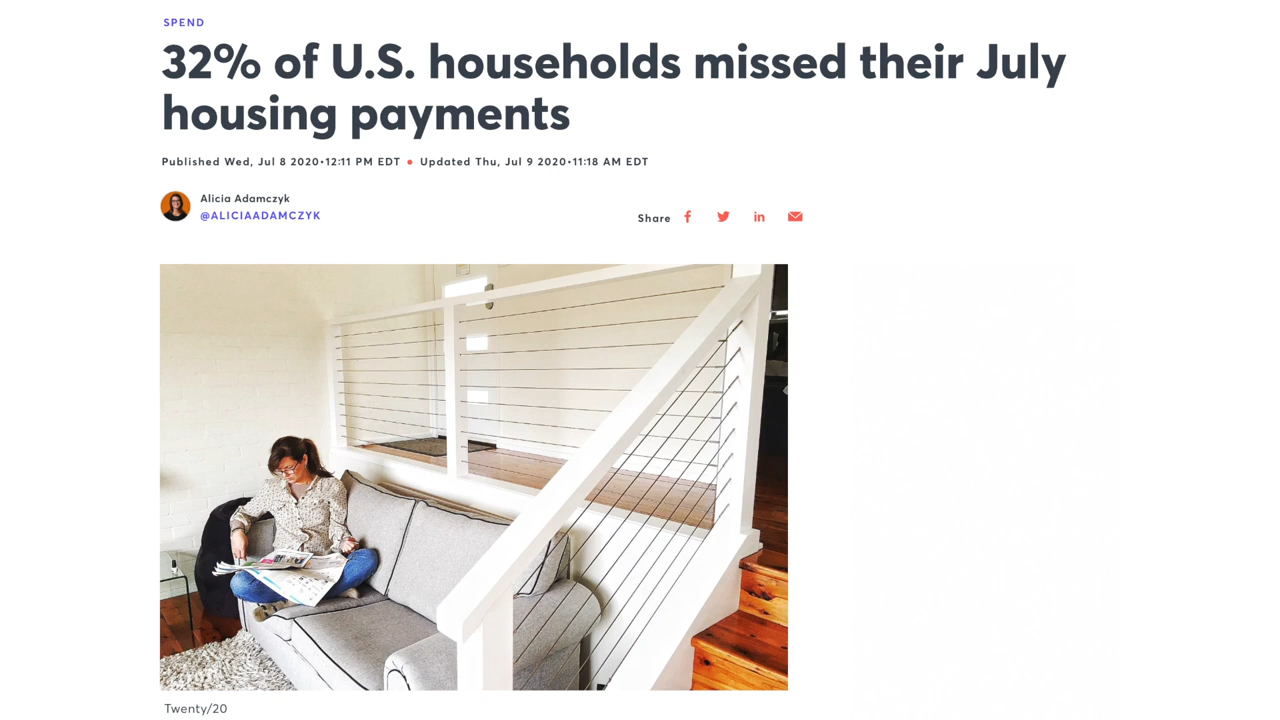 SPEND
32% of U.S. households missed their July
housing payments
Published Wed, Jul 8 2020•12:11 PM EDT • Updated Thu, Jul 9 2020•11:18 AM EDT
Alicia Adamczyk
@ALICIAADAMCZYK
Share
Twenty/20